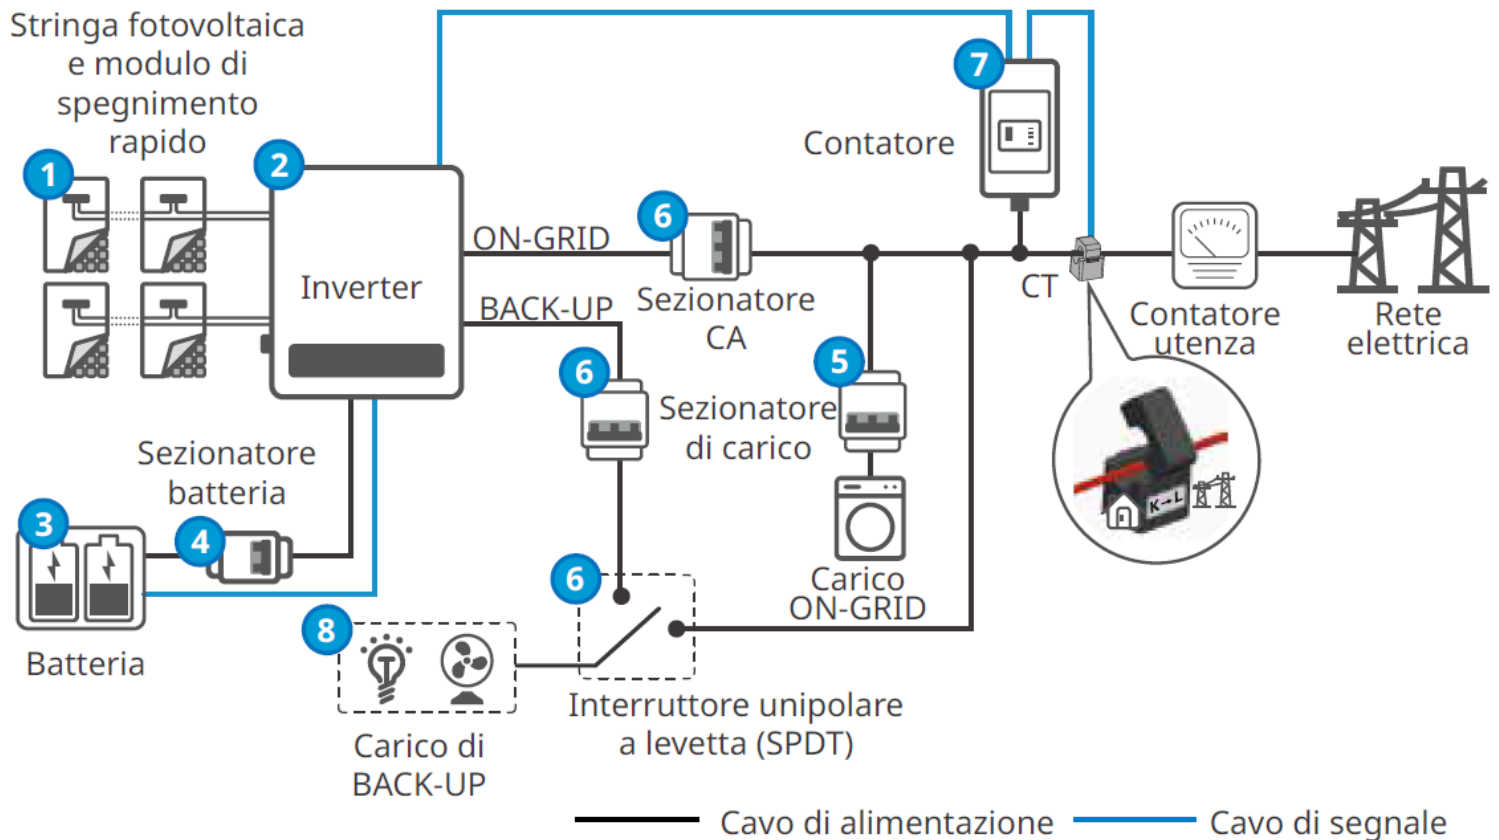 Stringa fotovoltaica
e modulo di
spegnimento
rapido
1
2
Inverter
ON-GRID
BACK-UP
6
Sezionatore
CA
7
Contatore
CT
Contatore
utenza
Rete
elettrica
6
Sezionatore
di carico
5
Carico
ON-GRID
K→L
Sezionatore
batteria
3
4
Batteria
8
Carico di
BACK-UP
6
Interruttore unipolare
a levetta (SPDT)
Cavo di alimentazione
Cavo di segnale